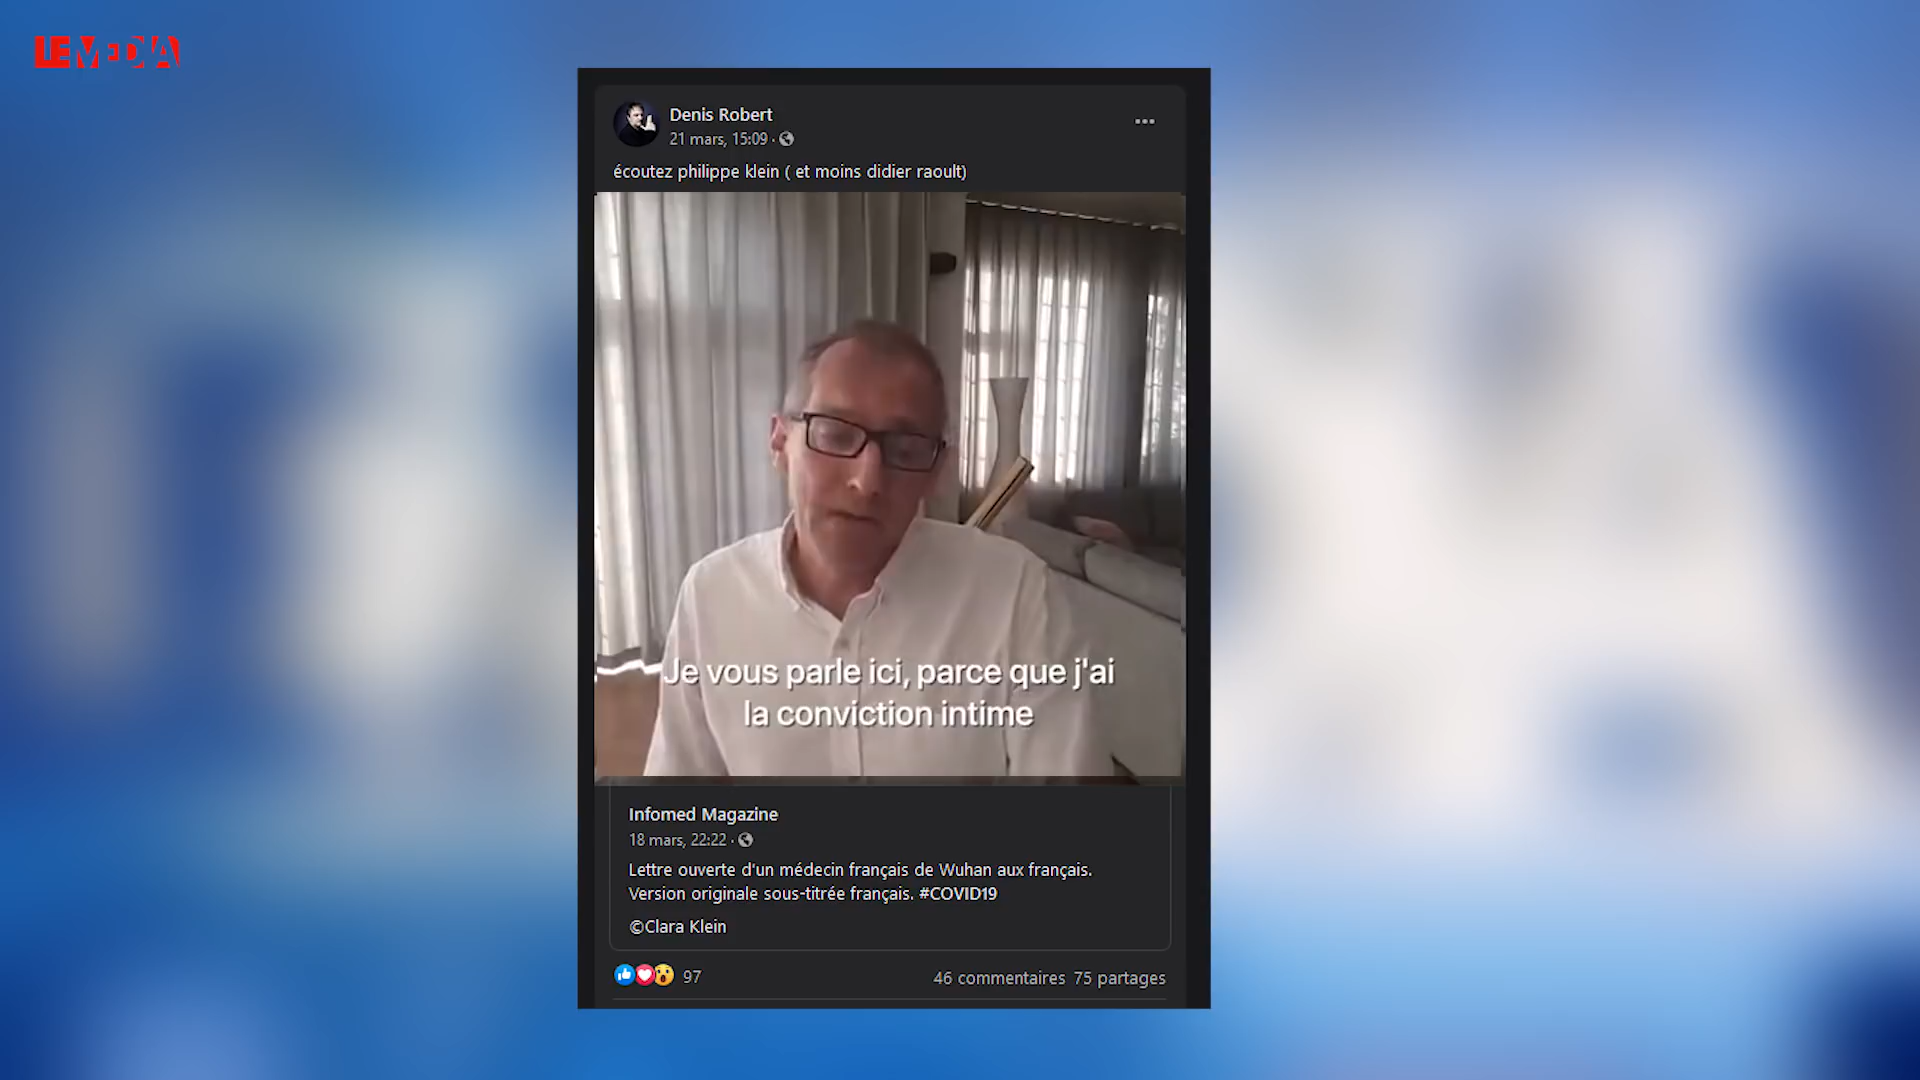 LE MEDIA
Denis Robert
21 mars, 15:09 ·
écoutez philippe klein ( et moins didier raoult)
Je vous parle ici, parce que j'ai
la conviction intime
Infomed Magazine
18 mars, 22:22 ·
Lettre ouverte d'un médecin français de Wuhan aux français.
Version originale sous-titrée français. #COVID19
©Clara Klein
97
46 commentaires 75 partages